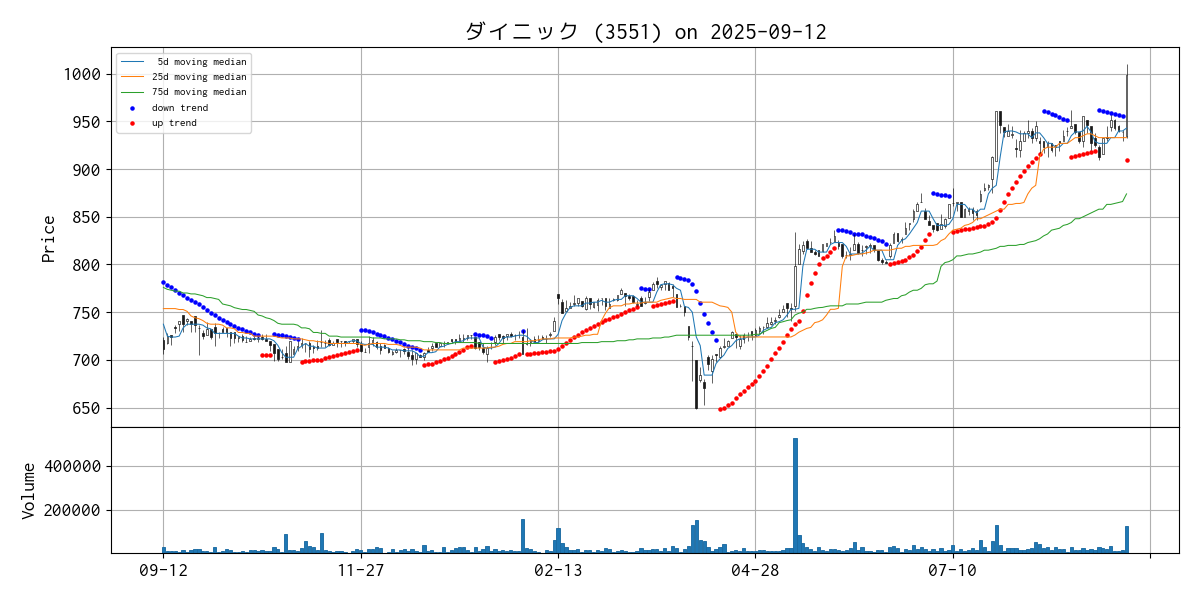 ダイニック (3551) on 2025-09-12
5d moving median
25d moving median
75d moving median
down trend
up trend
1000
950
900
850
800
750
700
650
Price
400000
200000
Volume
09-12
11-27
02-13
04-28
07-10